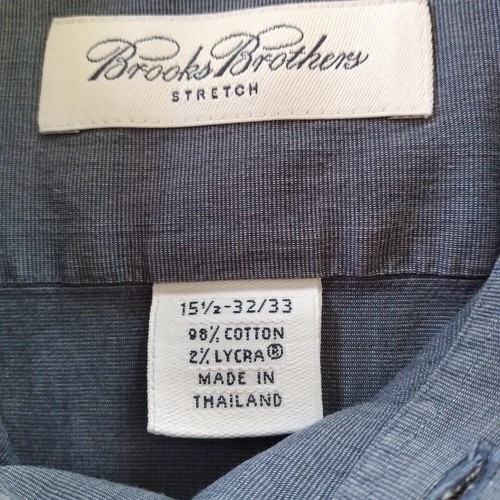 Brooks Brothers
STRETCH
15½-32/33
98% COTTON
2% LYCRA®
MADE IN
THAILAND